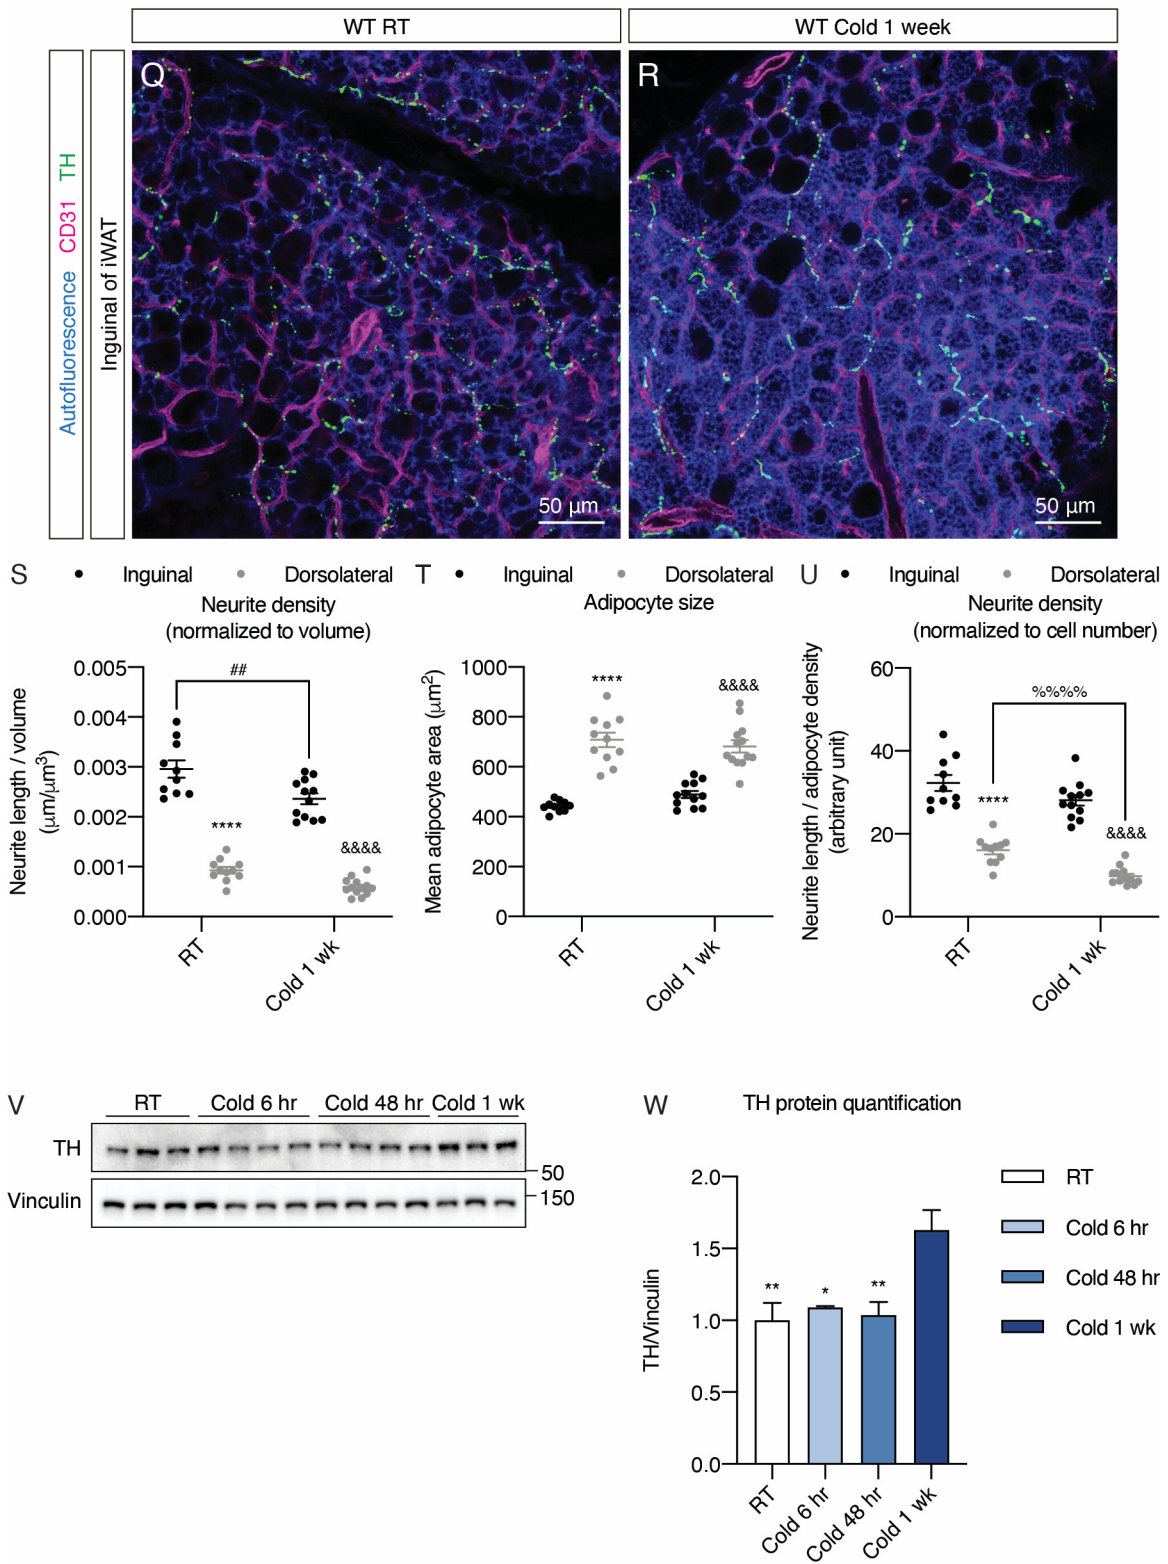 WT RT
WT Cold 1 week
Autofluorescence CD31 TH
Inguinal of iWAT
Q
R
50 µm
50 µm
S
Inguinal
Dorsolateral
Neurite density
(normalized to volume)
Neurite length / volume
(µm/µm³)
0.005
0.004
0.003
0.002
0.001
0.000
##
****
&&&&
RT
Cold 1 wk
T
Inguinal
Dorsolateral
Adipocyte size
Mean adipocyte area (µm²)
1000
800
600
400
200
0
****
&&&&
RT
Cold 1 wk
U
Inguinal
Dorsolateral
Neurite density
(normalized to cell number)
Neurite length / adipocyte density
(arbitrary unit)
60
40
20
0
%%%%
****
&&&&
RT
Cold 1 wk
V
RT
Cold 6 hr
Cold 48 hr
Cold 1 wk
TH
50
Vinculin
150
W
TH protein quantification
TH/Vinculin
2.0
1.5
1.0
0.5
0.0
**
*
**
RT
Cold 6 hr
Cold 48 hr
Cold 1 wk
RT
Cold 6 hr
Cold 48 hr
Cold 1 wk